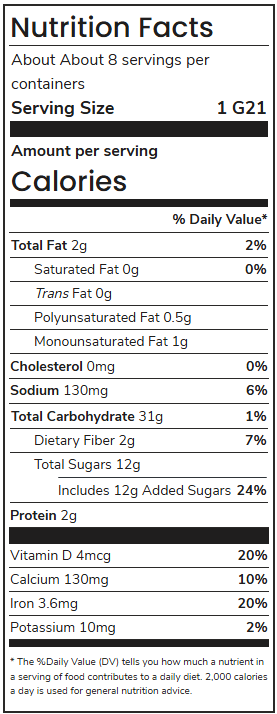 Nutrition Facts
About About 8 servings per
containers
Serving Size 1 G21
Amount per serving
Calories
% Daily Value*
Total Fat 2g 2%
Saturated Fat 0g 0%
Trans Fat 0g
Polyunsaturated Fat 0.5g
Monounsaturated Fat 1g
Cholesterol 0mg 0%
Sodium 130mg 6%
Total Carbohydrate 31g 1%
Dietary Fiber 2g 7%
Total Sugars 12g
Includes 12g Added Sugars 24%
Protein 2g
Vitamin D 4mcg 20%
Calcium 130mg 10%
Iron 3.6mg 20%
Potassium 10mg 2%
* The %Daily Value (DV) tells you how much a nutrient in
a serving of food contributes to a daily diet. 2,000 calories
a day is used for general nutrition advice.